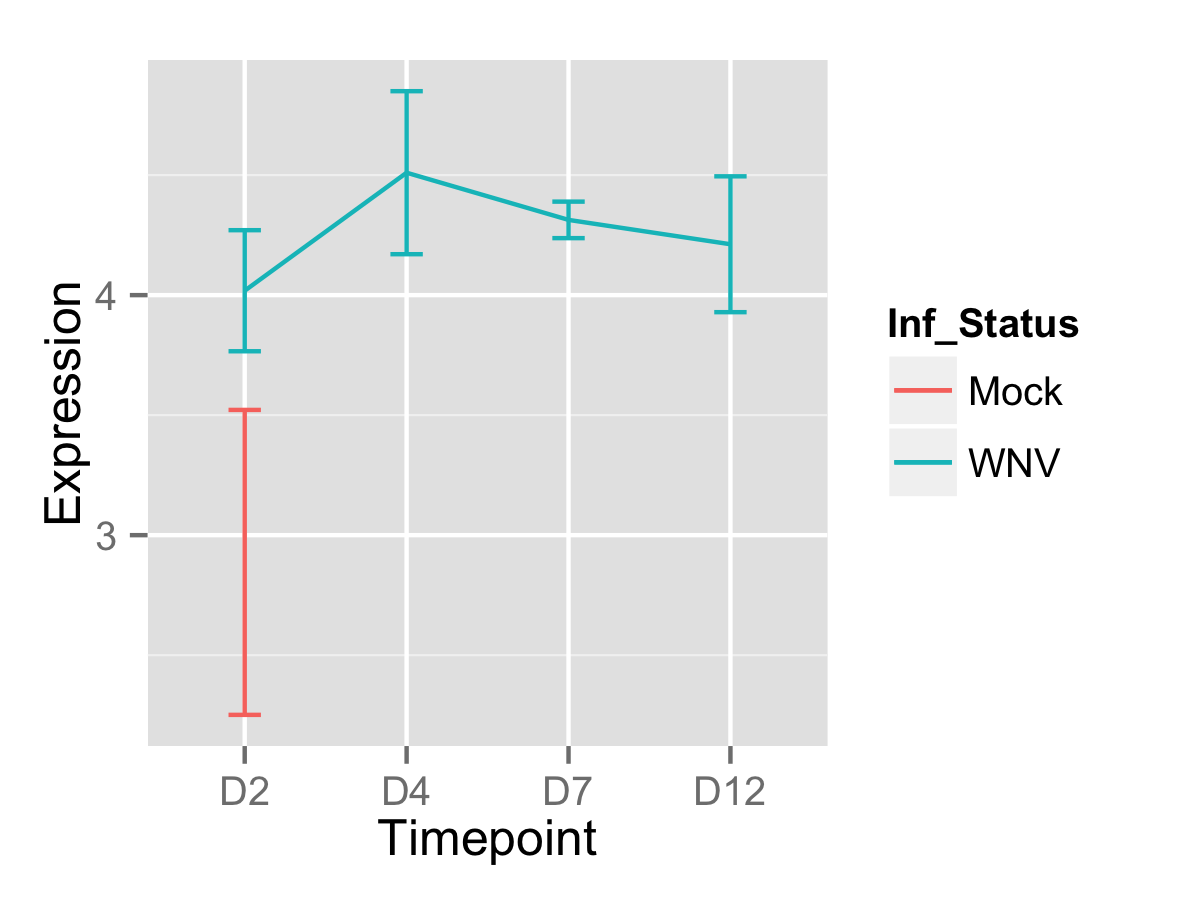 Expression
4
3
D2 D4 D7 D12
Timepoint
Inf_Status
Mock
WNV